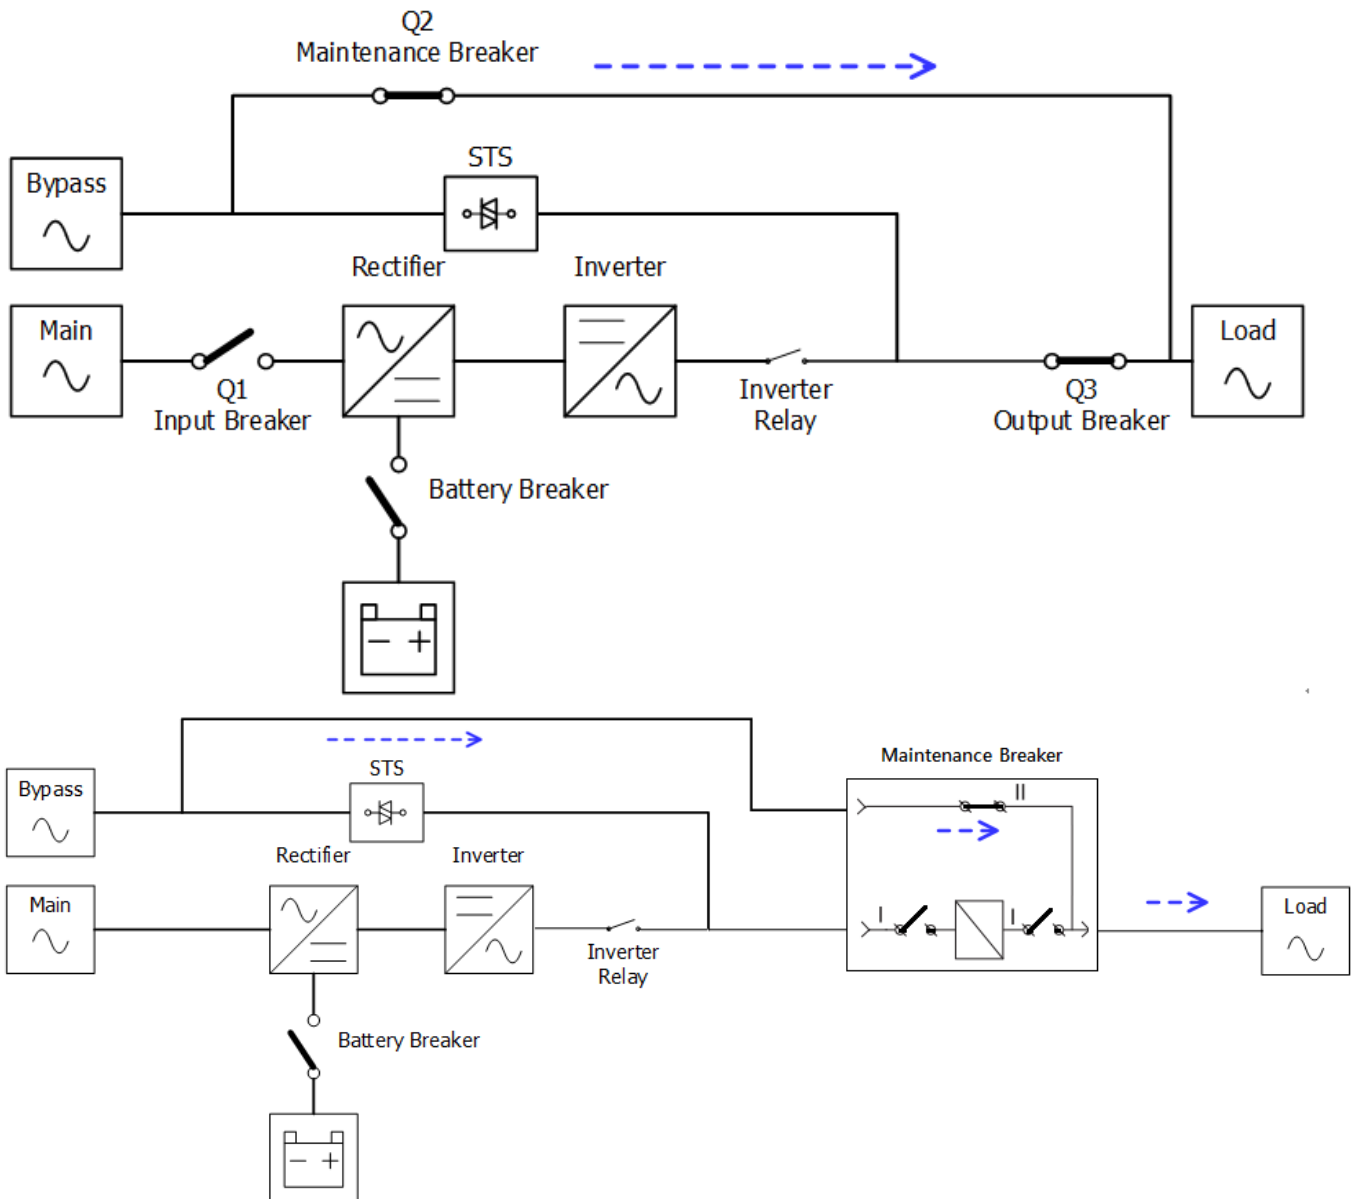 Q2
Maintenance Breaker
STS
Bypass
Rectifier
Inverter
Main
Load
Q1
Input Breaker
Inverter
Relay
Q3
Output Breaker
Battery Breaker
- +
Maintenance Breaker
STS
Bypass
II
Rectifier
Inverter
Main
I
I
Load
Inverter
Relay
Battery Breaker
- +